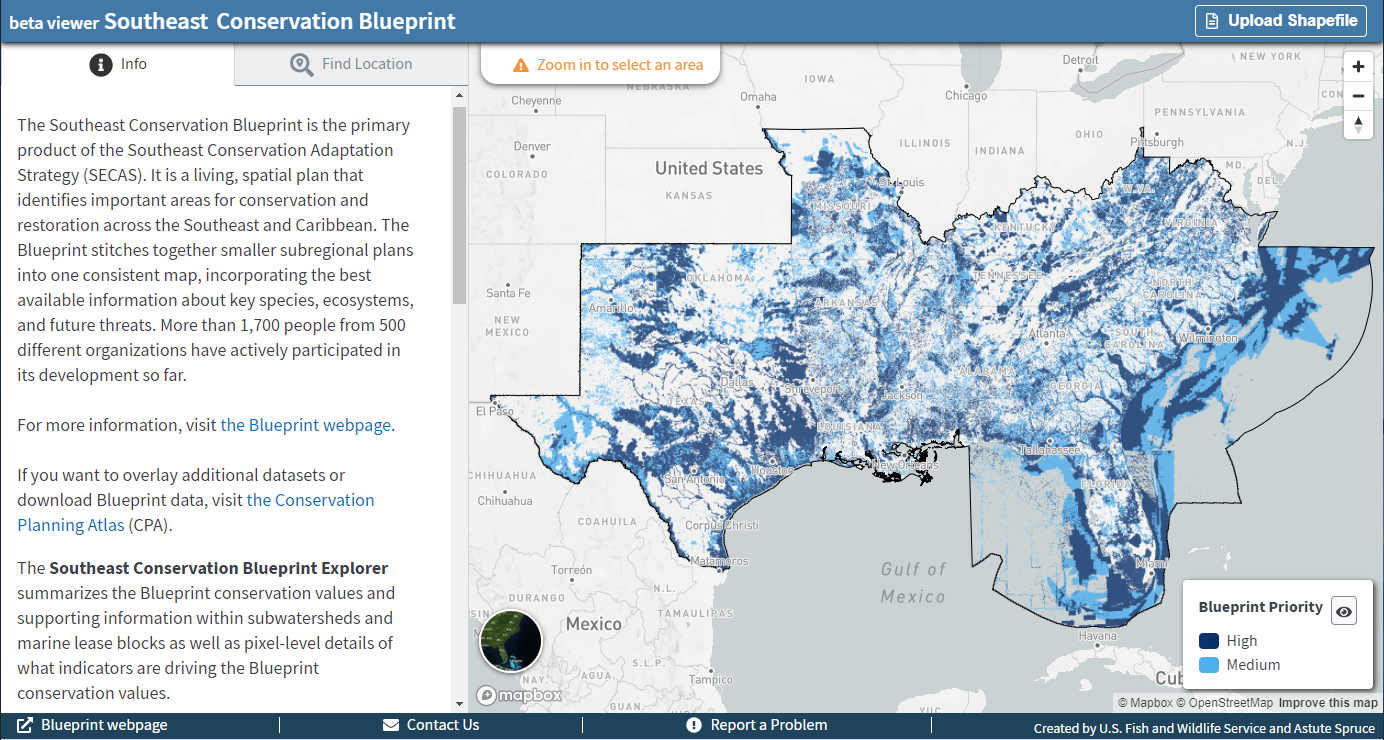 beta viewer Southeast Conservation Blueprint
Upload Shapefile
Info
Find Location
The Southeast Conservation Blueprint is the primary
product of the Southeast Conservation Adaptation
Strategy (SECAS). It is a living, spatial plan that
identifies important areas for conservation and
restoration across the Southeast and Caribbean. The
Blueprint stitches together smaller subregional plans
into one consistent map, incorporating the best
available information about key species, ecosystems,
and future threats. More than 1,700 people from 500
different organizations have actively participated in
its development so far.
For more information, visit the Blueprint webpage.
If you want to overlay additional datasets or
download Blueprint data, visit the Conservation
Planning Atlas (CPA).
The Southeast Conservation Blueprint Explorer
summarizes the Blueprint conservation values and
supporting information within subwatersheds and
marine lease blocks as well as pixel-level details of
what indicators are driving the Blueprint
conservation values.
Zoom in to select an area
NEBRASKA
IOWA
Detroit
NEW YORK
Cheyenne
Omaha
Chicago
CON
PENNSYLVANIA
Denver
COLORADO
United States
KANSAS
ILLINOIS
INDIANA
OHIO
Pittsburgh
N.J.
MD.
DEL.
St. Louis
W.VA.
MISSOURI
KENTUCKY
VIRGINIA
Santa Fe
NEW
MEXICO
Amarillo
OKLAHOMA
ARKANSAS
TENNESSEE
NORTH
CAROLINA
Atlanta
SOUTH
CAROLINA
Wilmington
El Paso
Dallas
TEXAS
Shreveport
Jackson
ALABAMA
GEORGIA
LOUISIANA
Tallahassee
CHIHUAHUA
Chihuahua
San Antonio
Houston
New Orleans
FLORIDA
COAHUILA
Corpus Christi
Matamoros
Miami
Torreón
DURANGO
N.L.
TAMAULIPAS
Gulf of
Mexico
Mexico
Havana
S.L.P.
NAY.
AGUA.
Tampico
GUAN.
YUC.
Cub
mapbox
Blueprint Priority
High
Medium
© Mapbox © OpenStreetMap Improve this map
Blueprint webpage
Contact Us
Report a Problem
Created by U.S. Fish and Wildlife Service and Astute Spruce